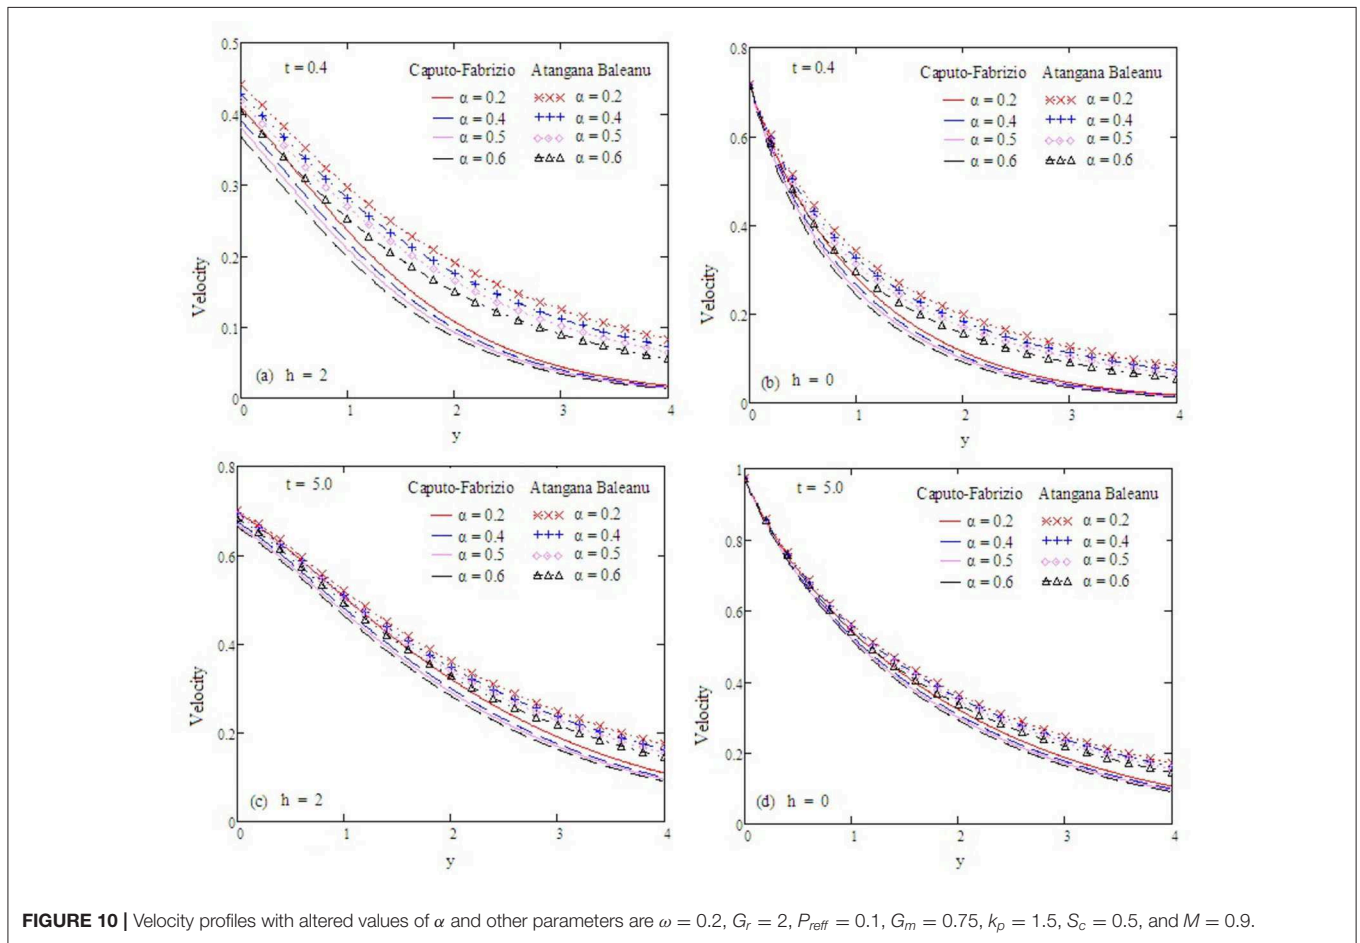 0.5
t = 0.4
Caputo-Fabrizio Atangana Baleanu
α = 0.2 α = 0.2
α = 0.4 α = 0.4
α = 0.5 α = 0.5
α = 0.6 α = 0.6
0.4
0.3
0.2
0.1
0
Velocity
(a) h = 2
0 1 2 3 4
y
0.8
t = 0.4
Caputo-Fabrizio Atangana Baleanu
α = 0.2 α = 0.2
α = 0.4 α = 0.4
α = 0.5 α = 0.5
α = 0.6 α = 0.6
0.6
0.4
0.2
0
Velocity
(b) h = 0
0 1 2 3 4
y
0.8
t = 5.0
Caputo-Fabrizio Atangana Baleanu
α = 0.2 α = 0.2
α = 0.4 α = 0.4
α = 0.5 α = 0.5
α = 0.6 α = 0.6
0.6
0.4
0.2
0
Velocity
(c) h = 2
0 1 2 3 4
y
1
t = 5.0
Caputo-Fabrizio Atangana Baleanu
α = 0.2 α = 0.2
α = 0.4 α = 0.4
α = 0.5 α = 0.5
α = 0.6 α = 0.6
0.8
0.6
0.4
0.2
0
Velocity
(d) h = 0
0 1 2 3 4
y
FIGURE 10 | Velocity profiles with altered values of α and other parameters are ω = 0.2, Gr = 2, Preff = 0.1, Gm = 0.75, kp = 1.5, Sc = 0.5, and M = 0.9.